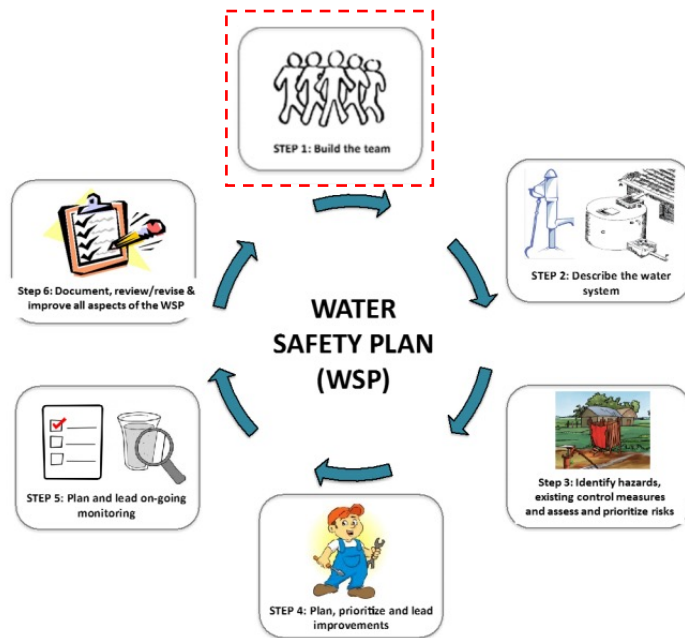 STEP 1: Build the team
STEP 2: Describe the water
system
Step 3: Identify hazards,
existing control measures
and assess and prioritize risks
STEP 4: Plan, prioritize and lead
improvements
STEP 5: Plan and lead on-going
monitoring
Step 6: Document, review/revise &
improve all aspects of the WSP
WATER
SAFETY PLAN
(WSP)